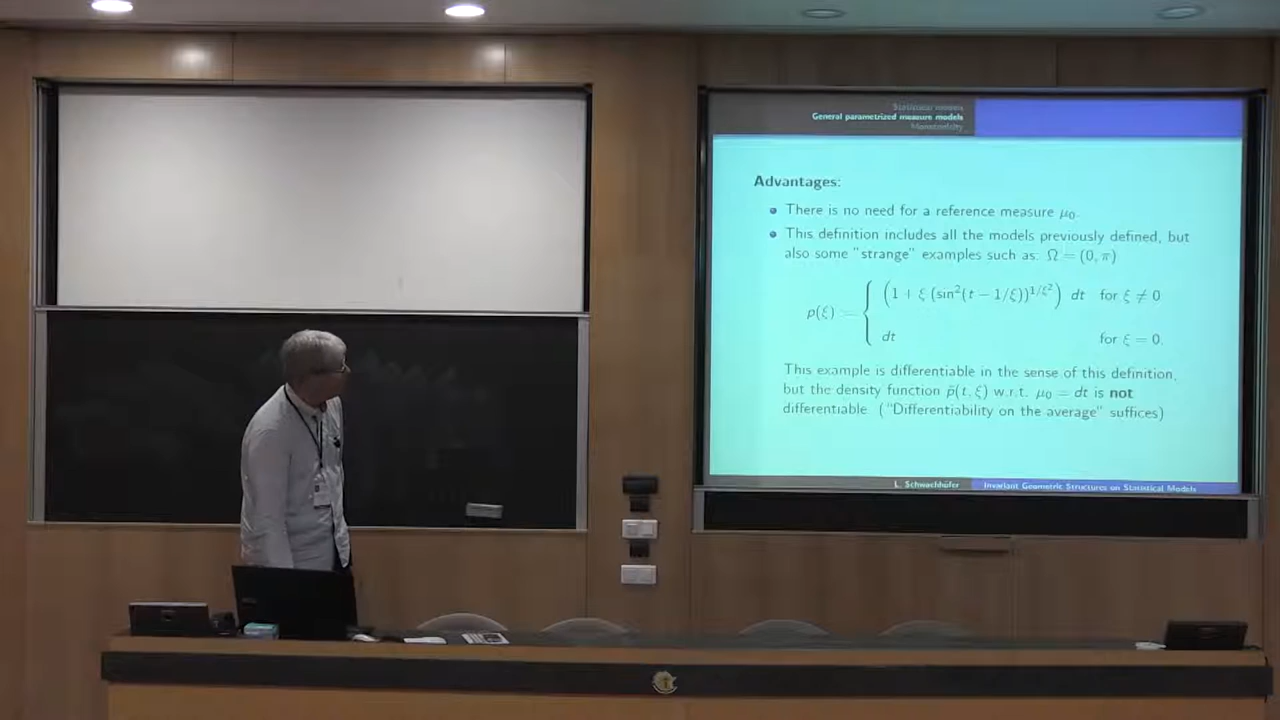 Statistical models
General parametrized measure models
Monotonicity
Advantages:
There is no need for a reference measure μ₀.
This definition includes all the models previously defined, but
also some "strange" examples such as: Ω = (0, π)
p(ξ) := { (1 + ξ (sin²(t − 1/ξ))^{1/ξ²}) dt for ξ ≠ 0
dt for ξ = 0.
This example is differentiable in the sense of this definition,
but the density function p̄(t, ξ) w.r.t. μ₀ = dt is not
differentiable. ("Differentiability on the average" suffices)
L. Schwachhöfer Invariant Geometric Structures on Statistical Models